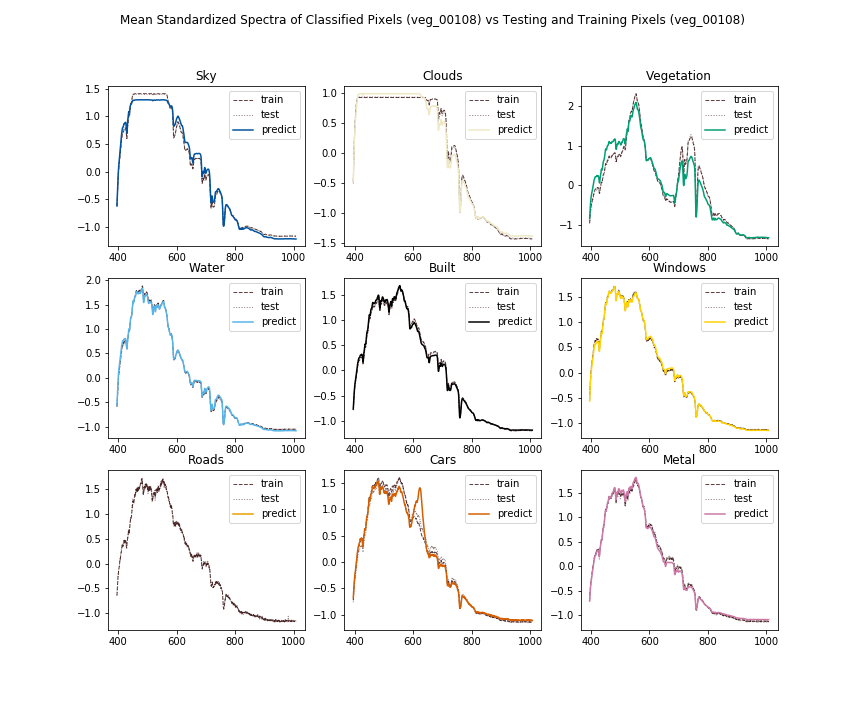 Mean Standardized Spectra of Classified Pixels (veg_00108) vs Testing and Training Pixels (veg_00108)
Sky
1.5
1.0
0.5
0.0
−0.5
−1.0
400
600
800
1000
train
test
predict
Clouds
1.0
0.5
0.0
−0.5
−1.0
−1.5
400
600
800
1000
train
test
predict
Vegetation
2
1
0
−1
400
600
800
1000
train
test
predict
Water
2.0
1.5
1.0
0.5
0.0
−0.5
−1.0
400
600
800
1000
train
test
predict
Built
1.5
1.0
0.5
0.0
−0.5
−1.0
400
600
800
1000
train
test
predict
Windows
1.5
1.0
0.5
0.0
−0.5
−1.0
400
600
800
1000
train
test
predict
Roads
1.5
1.0
0.5
0.0
−0.5
−1.0
400
600
800
1000
train
test
predict
Cars
1.5
1.0
0.5
0.0
−0.5
−1.0
400
600
800
1000
train
test
predict
Metal
1.5
1.0
0.5
0.0
−0.5
−1.0
400
600
800
1000
train
test
predict